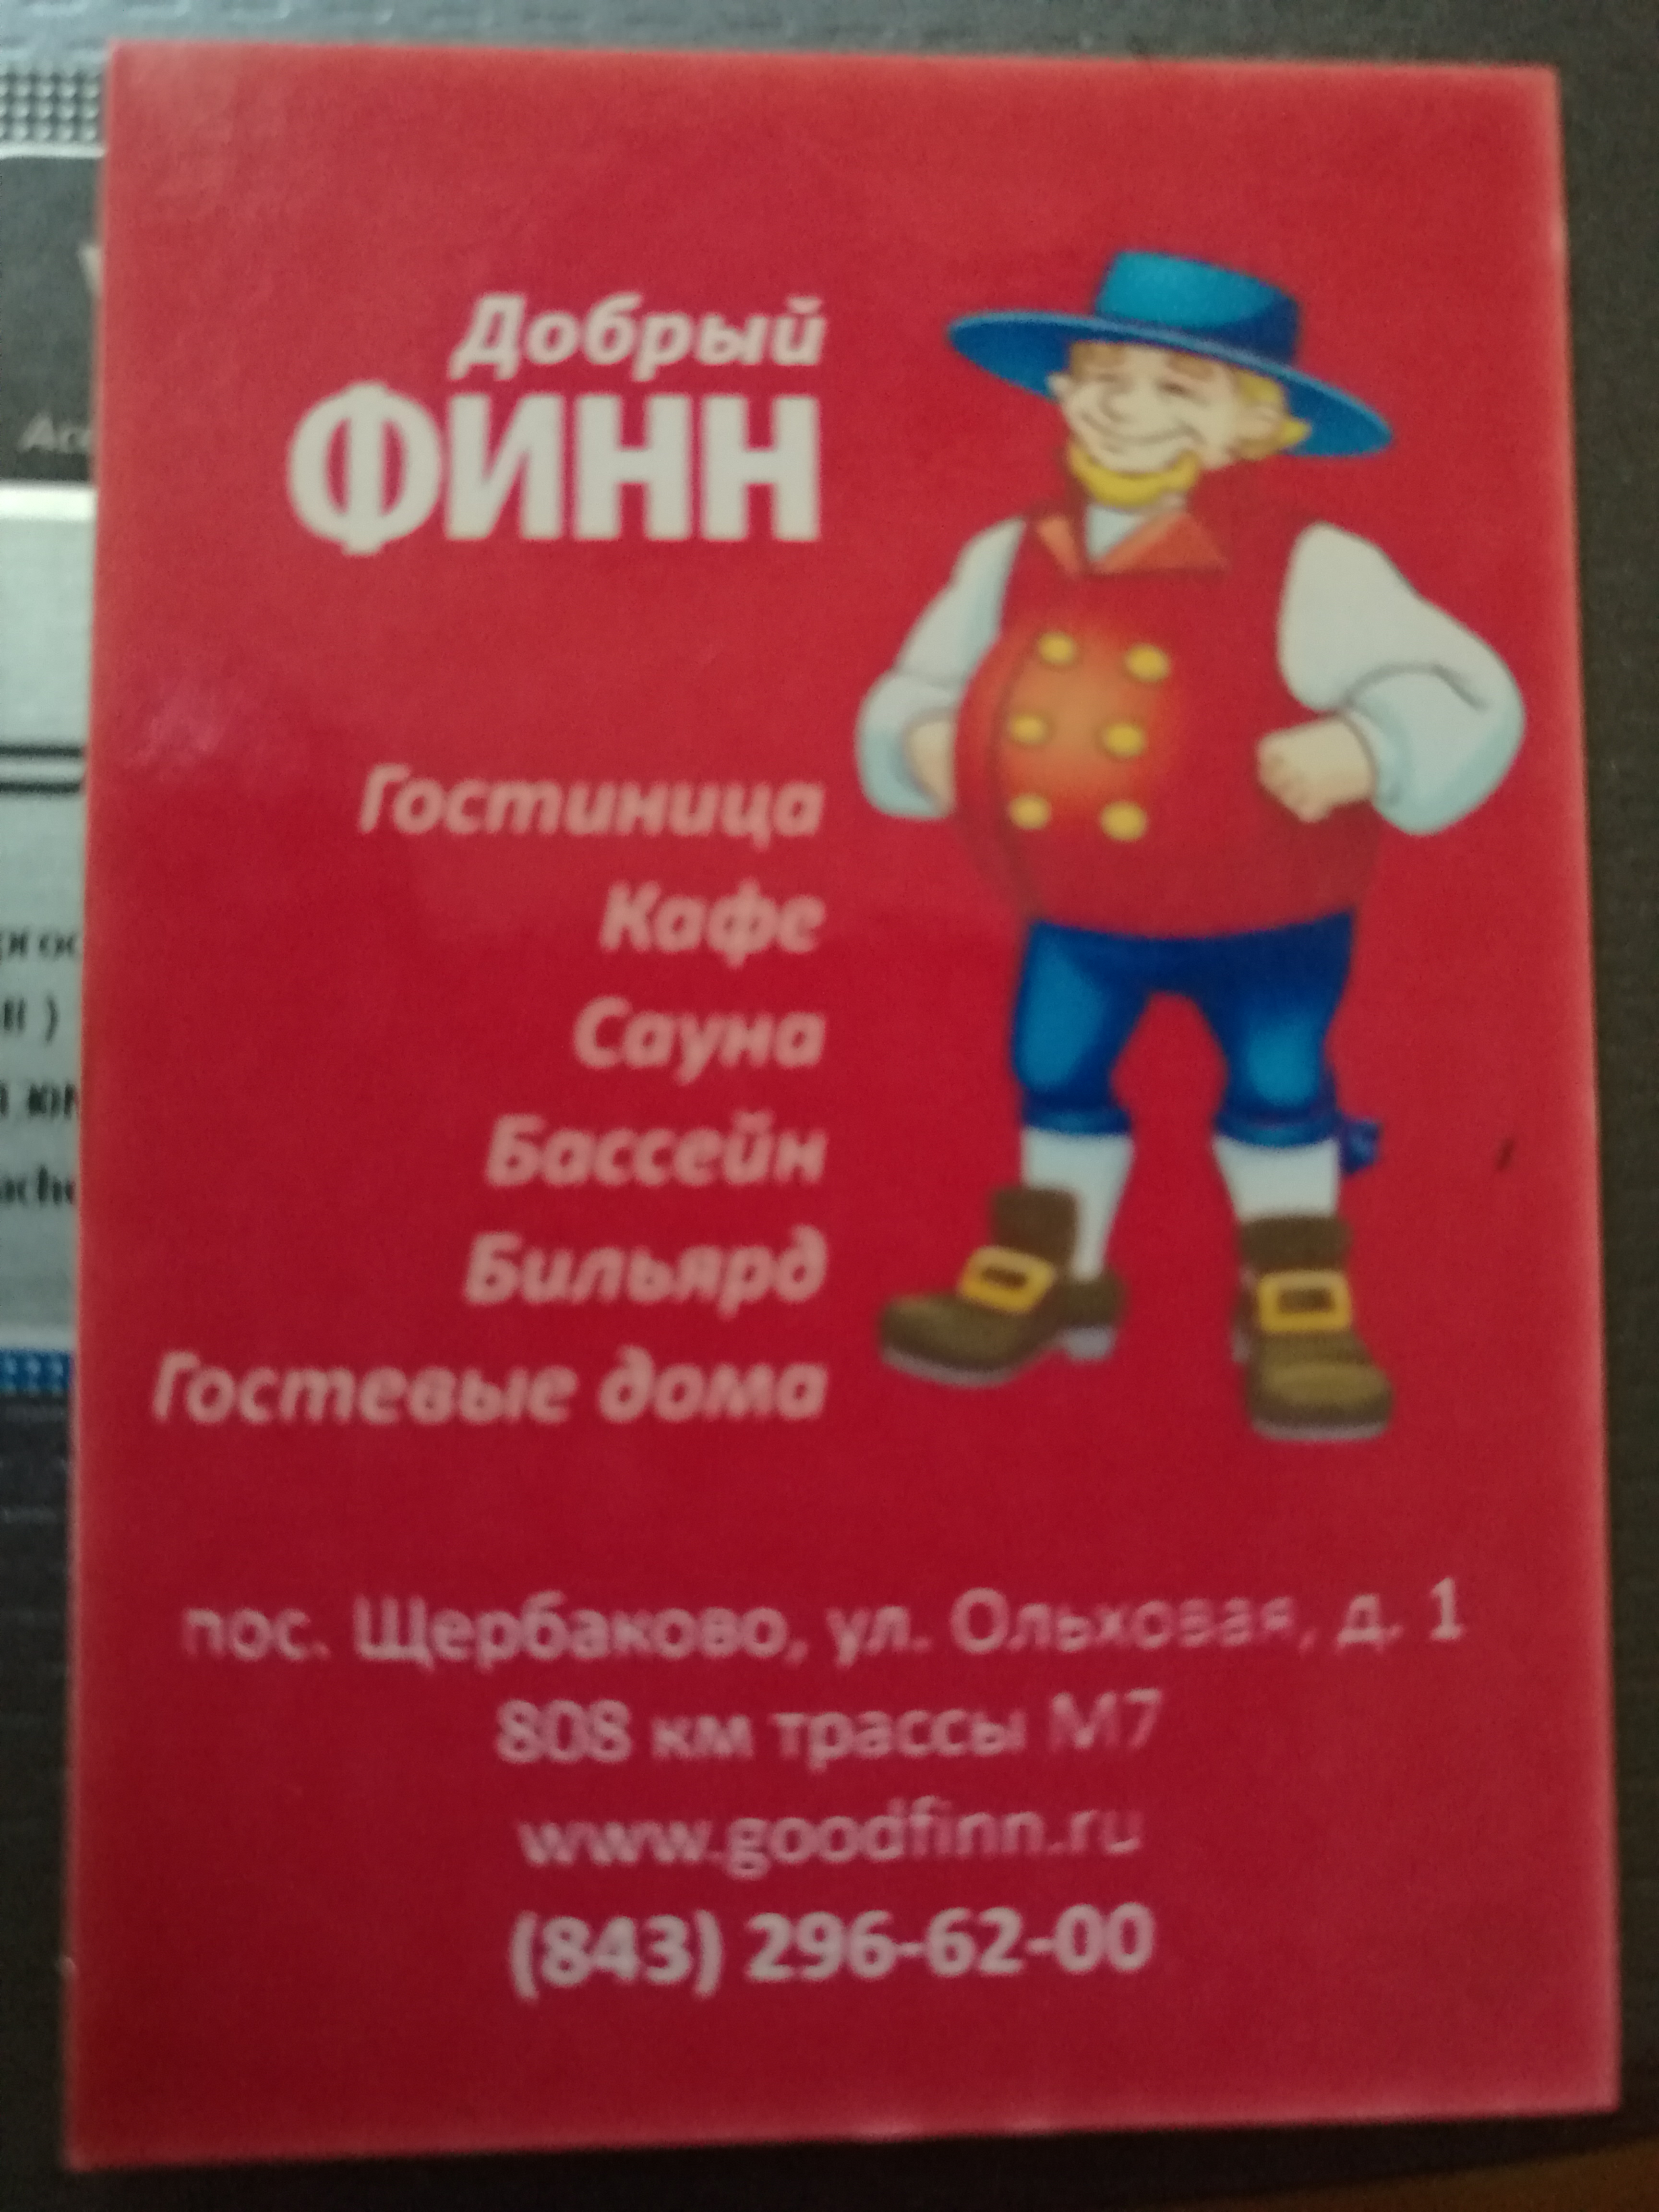 Добрый
ФИНН
Гостиница
Кафе
Сауна
Бассейн
Бильярд
Гостевые дома
пос. Щербаково, ул. Ольховая, д. 1
808 км трассы М7
www.goodfinn.ru
(843) 296-62-00